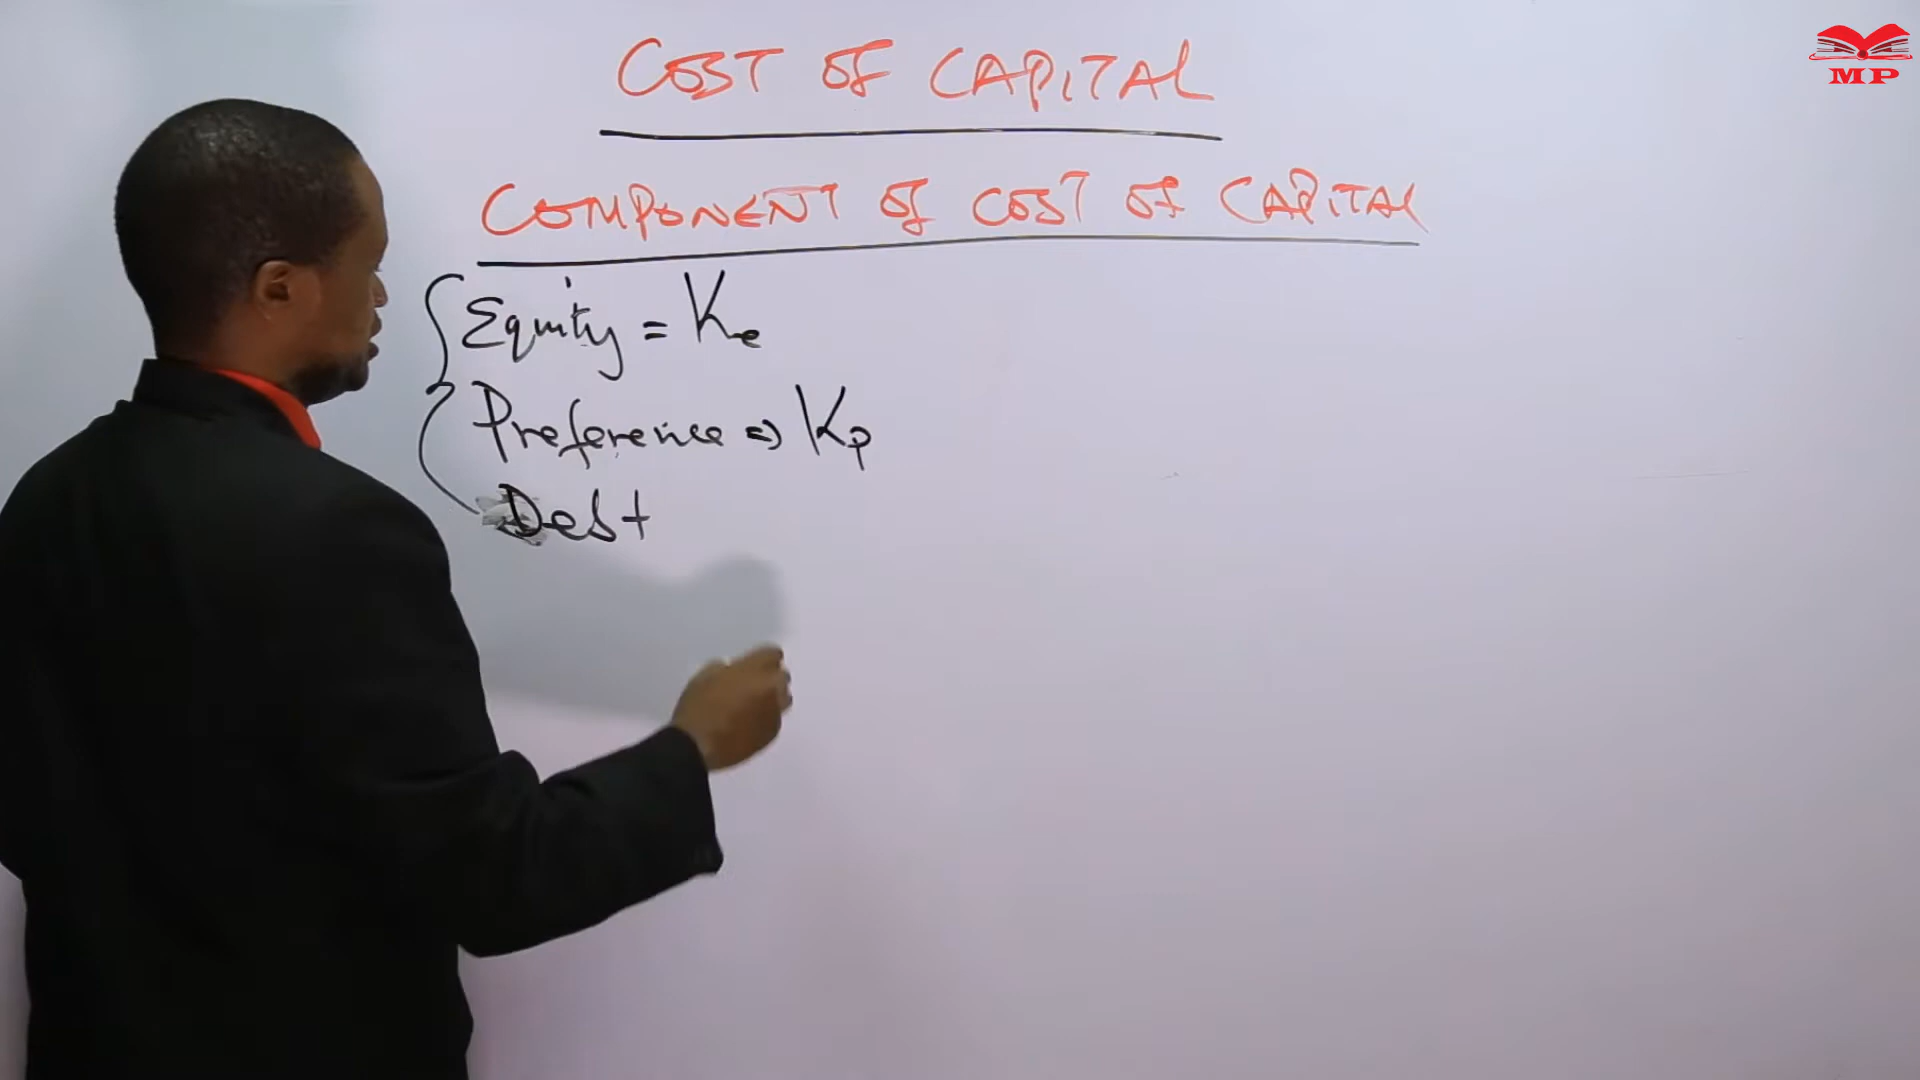 COST OF CAPITAL
MP
COMPONENT OF COST OF CAPITAL
Equity = Ke
Preference => Kp
Debt